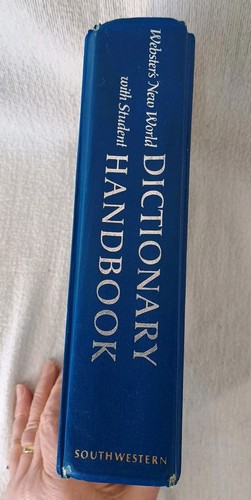 Webster's New World DICTIONARY
with Student HANDBOOK
SOUTHWESTERN